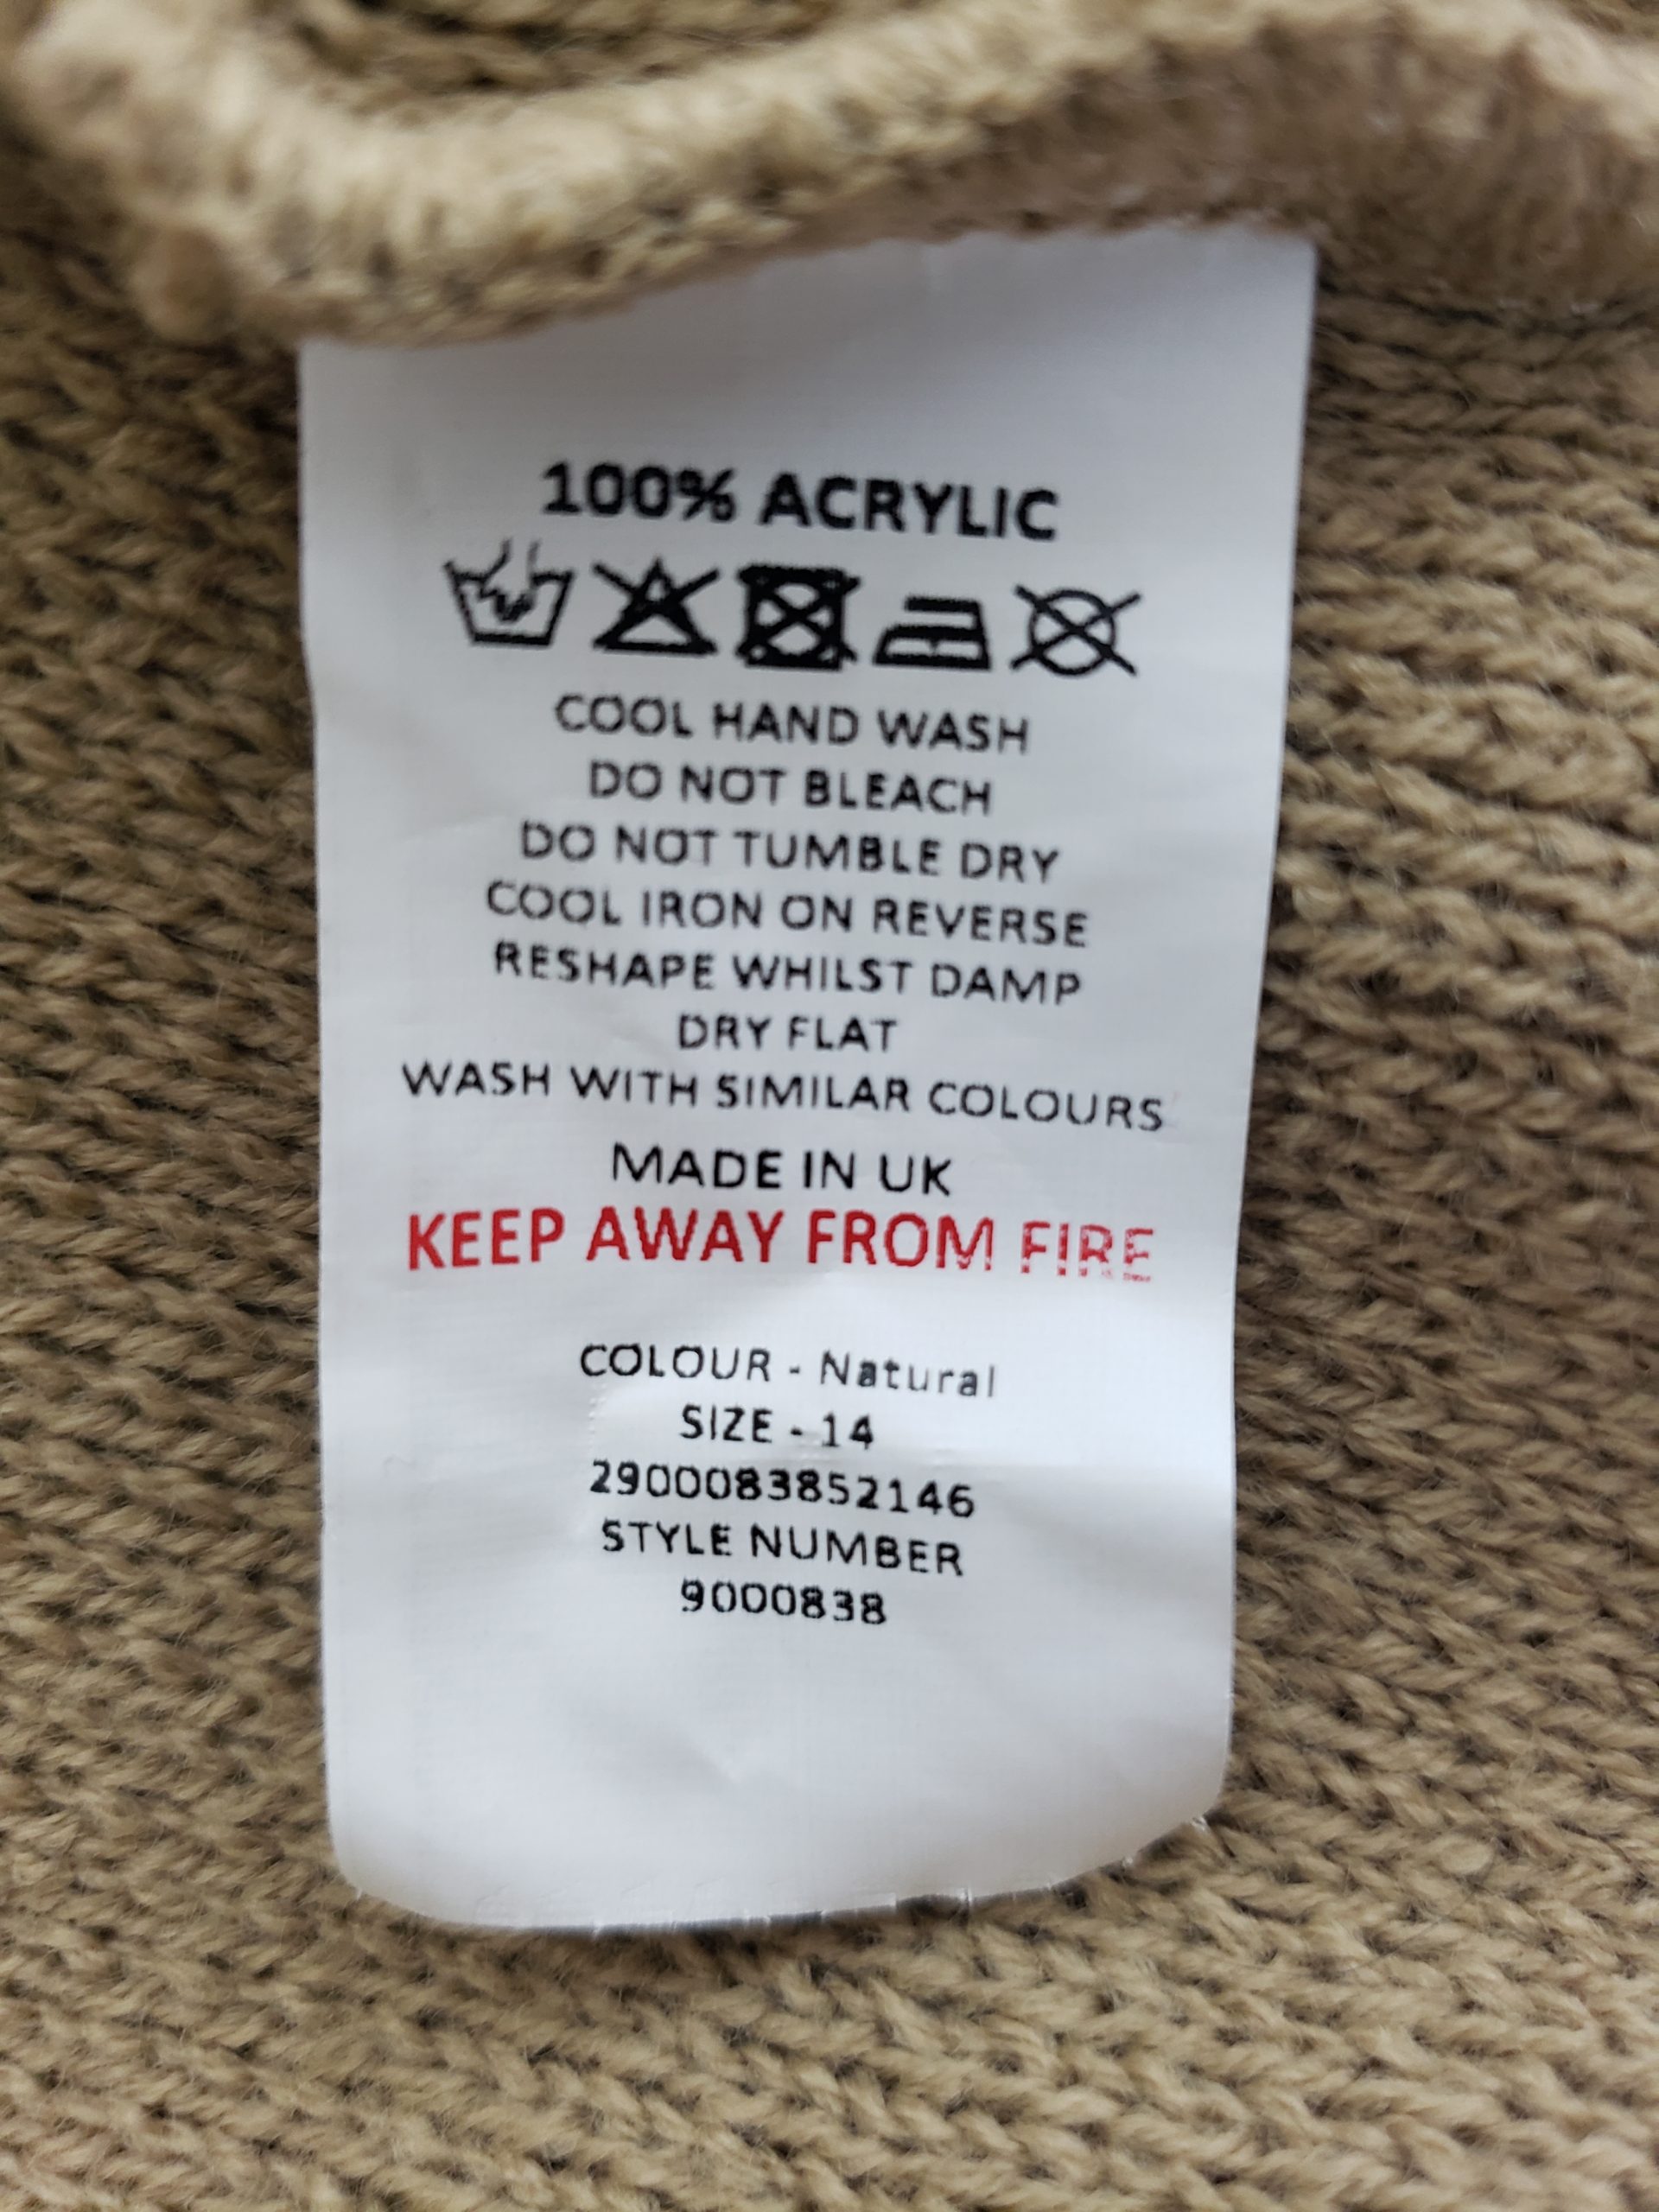 100% ACRYLIC
COOL HAND WASH
DO NOT BLEACH
DO NOT TUMBLE DRY
COOL IRON ON REVERSE
RESHAPE WHILST DAMP
DRY FLAT
WASH WITH SIMILAR COLOURS
MADE IN UK
KEEP AWAY FROM FIRE
COLOUR - Natural
SIZE - 14
2900083852146
STYLE NUMBER
9000838